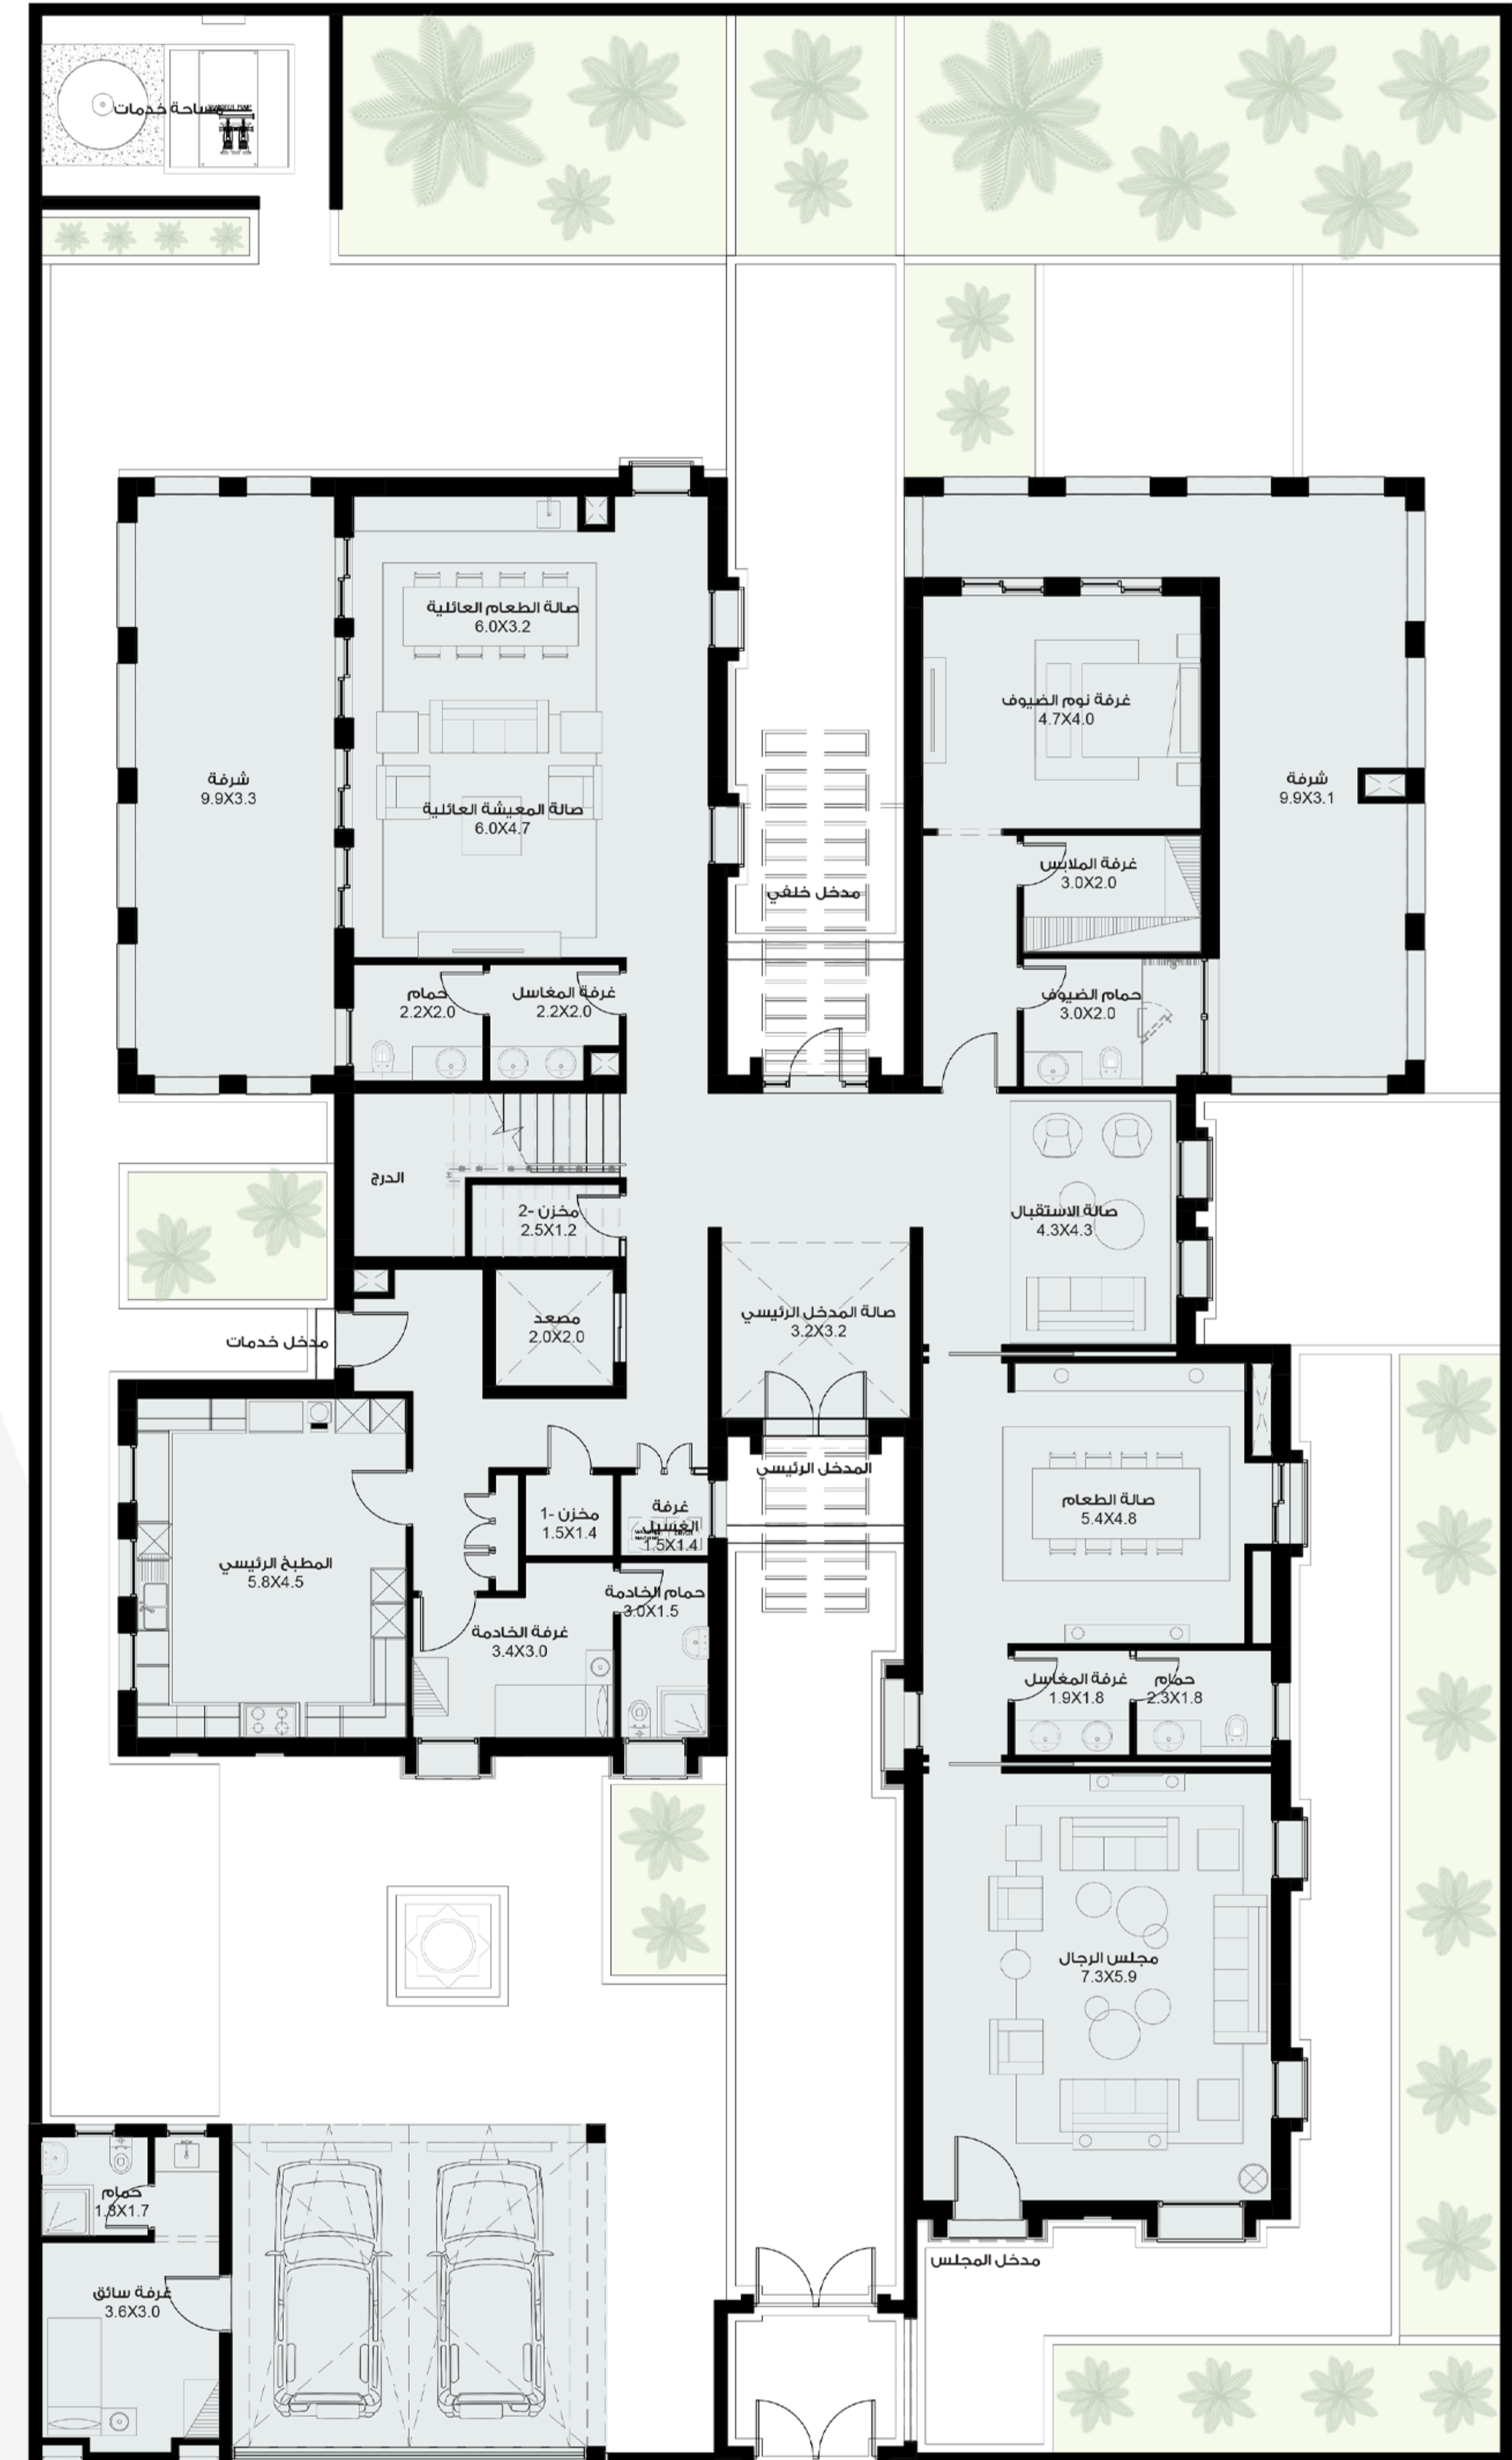 مساحة خدمات
صالة الطعام العائلية
6.0X3.2
غرفة نوم الضيوف
4.7X4.0
شرفة
9.9X3.1
شرفة
9.9X3.3
صالة المعيشة العائلية
6.0X4.7
غرفة الملابس
3.0X2.0
مدخل خلفي
حمام الضيوف
3.0X2.0
غرفة المغاسل
2.2X2.0
حمام
2.2X2.0
الدرج
مخزن -2
2.5X1.2
صالة الاستقبال
4.3X4.3
صالة المدخل الرئيسي
3.2X3.2
مصعد
2.0X2.0
مدخل خدمات
المدخل الرئيسي
صالة الطعام
5.4X4.8
غرفة
الغسيل
1.5X1.4
مخزن -1
1.5X1.4
المطبخ الرئيسي
5.8X4.5
حمام الخادمة
3.0X1.5
غرفة الخادمة
3.4X3.0
حمام
2.3X1.8
غرفة المغاسل
1.9X1.8
مجلس الرجال
7.3X5.9
حمام
1.8X1.7
مدخل المجلس
غرفة سائق
3.6X3.0